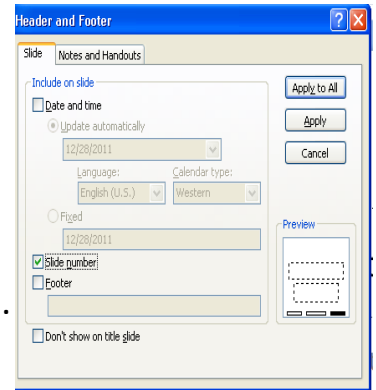 Header and Footer
Slide
Notes and Handouts
Include on slide
Date and time
Update automatically
12/28/2011
Language:
Calendar type:
English (U.S.)
Western
Fixed
12/28/2011
Slide number
Footer
Don't show on title slide
Apply to All
Apply
Cancel
Preview